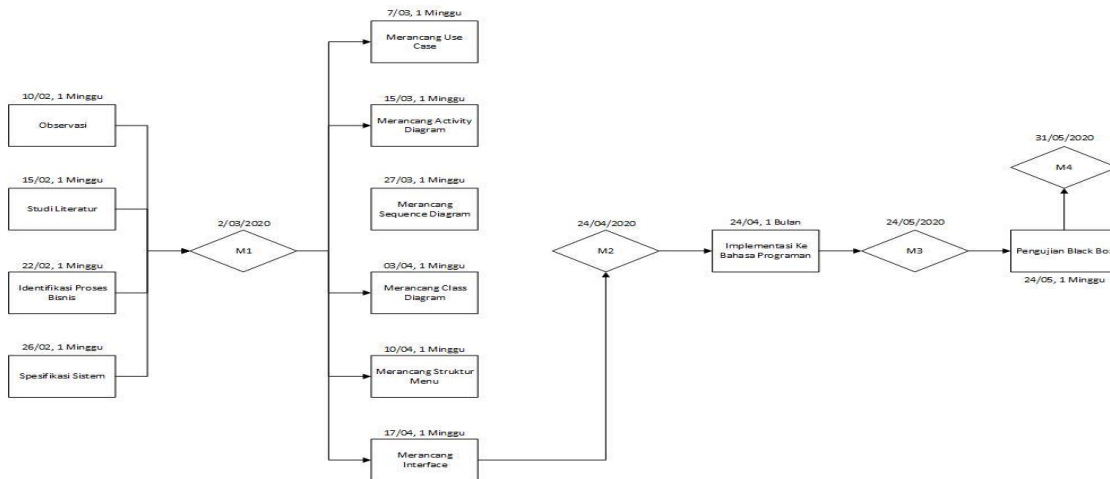 10/02, 1 Minggu
Observasi
15/02, 1 Minggu
Studi Literatur
22/02, 1 Minggu
Identifikasi Proses
Bisnis
26/02, 1 Minggu
Spesifikasi Sistem
2/03/2020
M1
7/03, 1 Minggu
Merancang Use
Case
15/03, 1 Minggu
Merancang Activity
Diagram
27/03, 1 Minggu
Merancang
Sequence Diagram
03/04, 1 Minggu
Merancang Class
Diagram
10/04, 1 Minggu
Merancang Struktur
Menu
17/04, 1 Minggu
Merancang
Interface
24/04/2020
M2
24/04, 1 Bulan
Implementasi Ke
Bahasa Programan
24/05/2020
M3
31/05/2020
M4
Pengujian Black Box
24/05, 1 Minggu